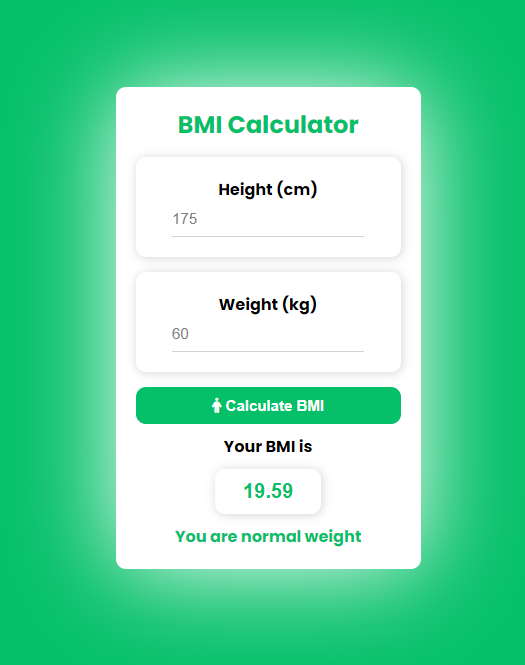 BMI Calculator
Height (cm)
175
Weight (kg)
60
Calculate BMI
Your BMI is
19.59
You are normal weight